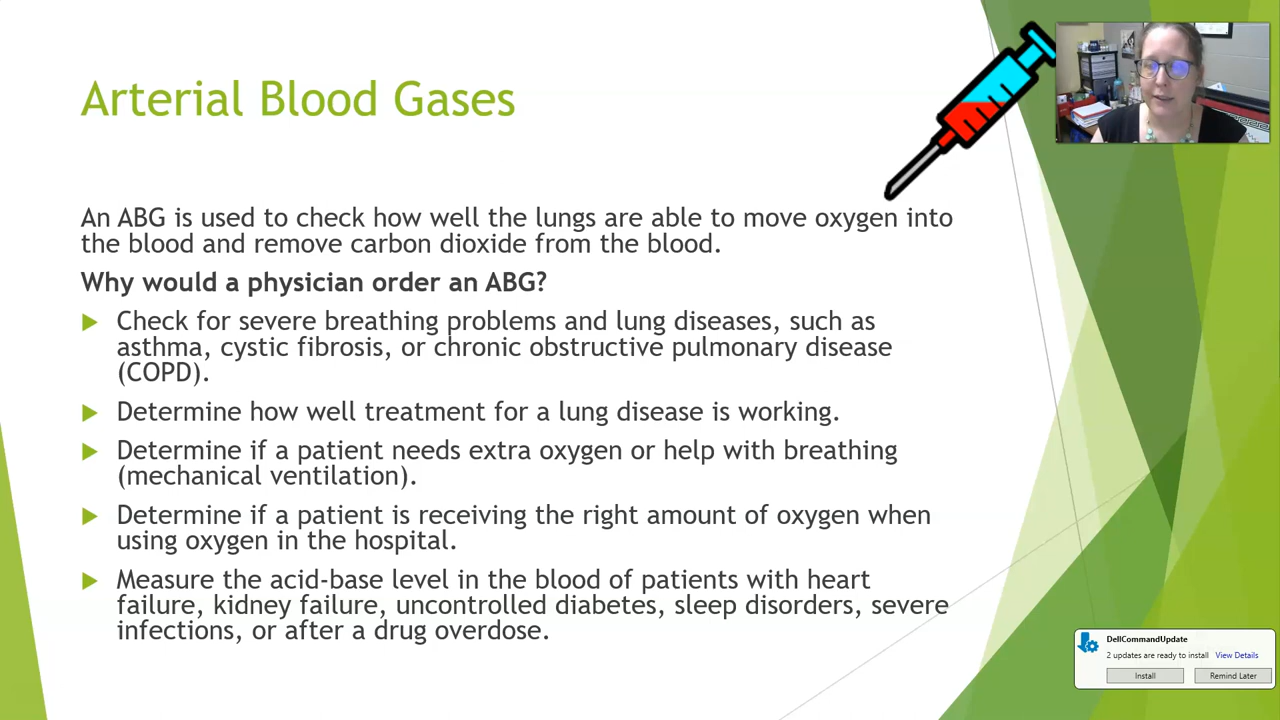 Arterial Blood Gases
An ABG is used to check how well the lungs are able to move oxygen into
the blood and remove carbon dioxide from the blood.
Why would a physician order an ABG?
Check for severe breathing problems and lung diseases, such as
asthma, cystic fibrosis, or chronic obstructive pulmonary disease
(COPD).
Determine how well treatment for a lung disease is working.
Determine if a patient needs extra oxygen or help with breathing
(mechanical ventilation).
Determine if a patient is receiving the right amount of oxygen when
using oxygen in the hospital.
Measure the acid-base level in the blood of patients with heart
failure, kidney failure, uncontrolled diabetes, sleep disorders, severe
infections, or after a drug overdose.
DellCommandUpdate
2 updates are ready to install View Details
Install Remind Later